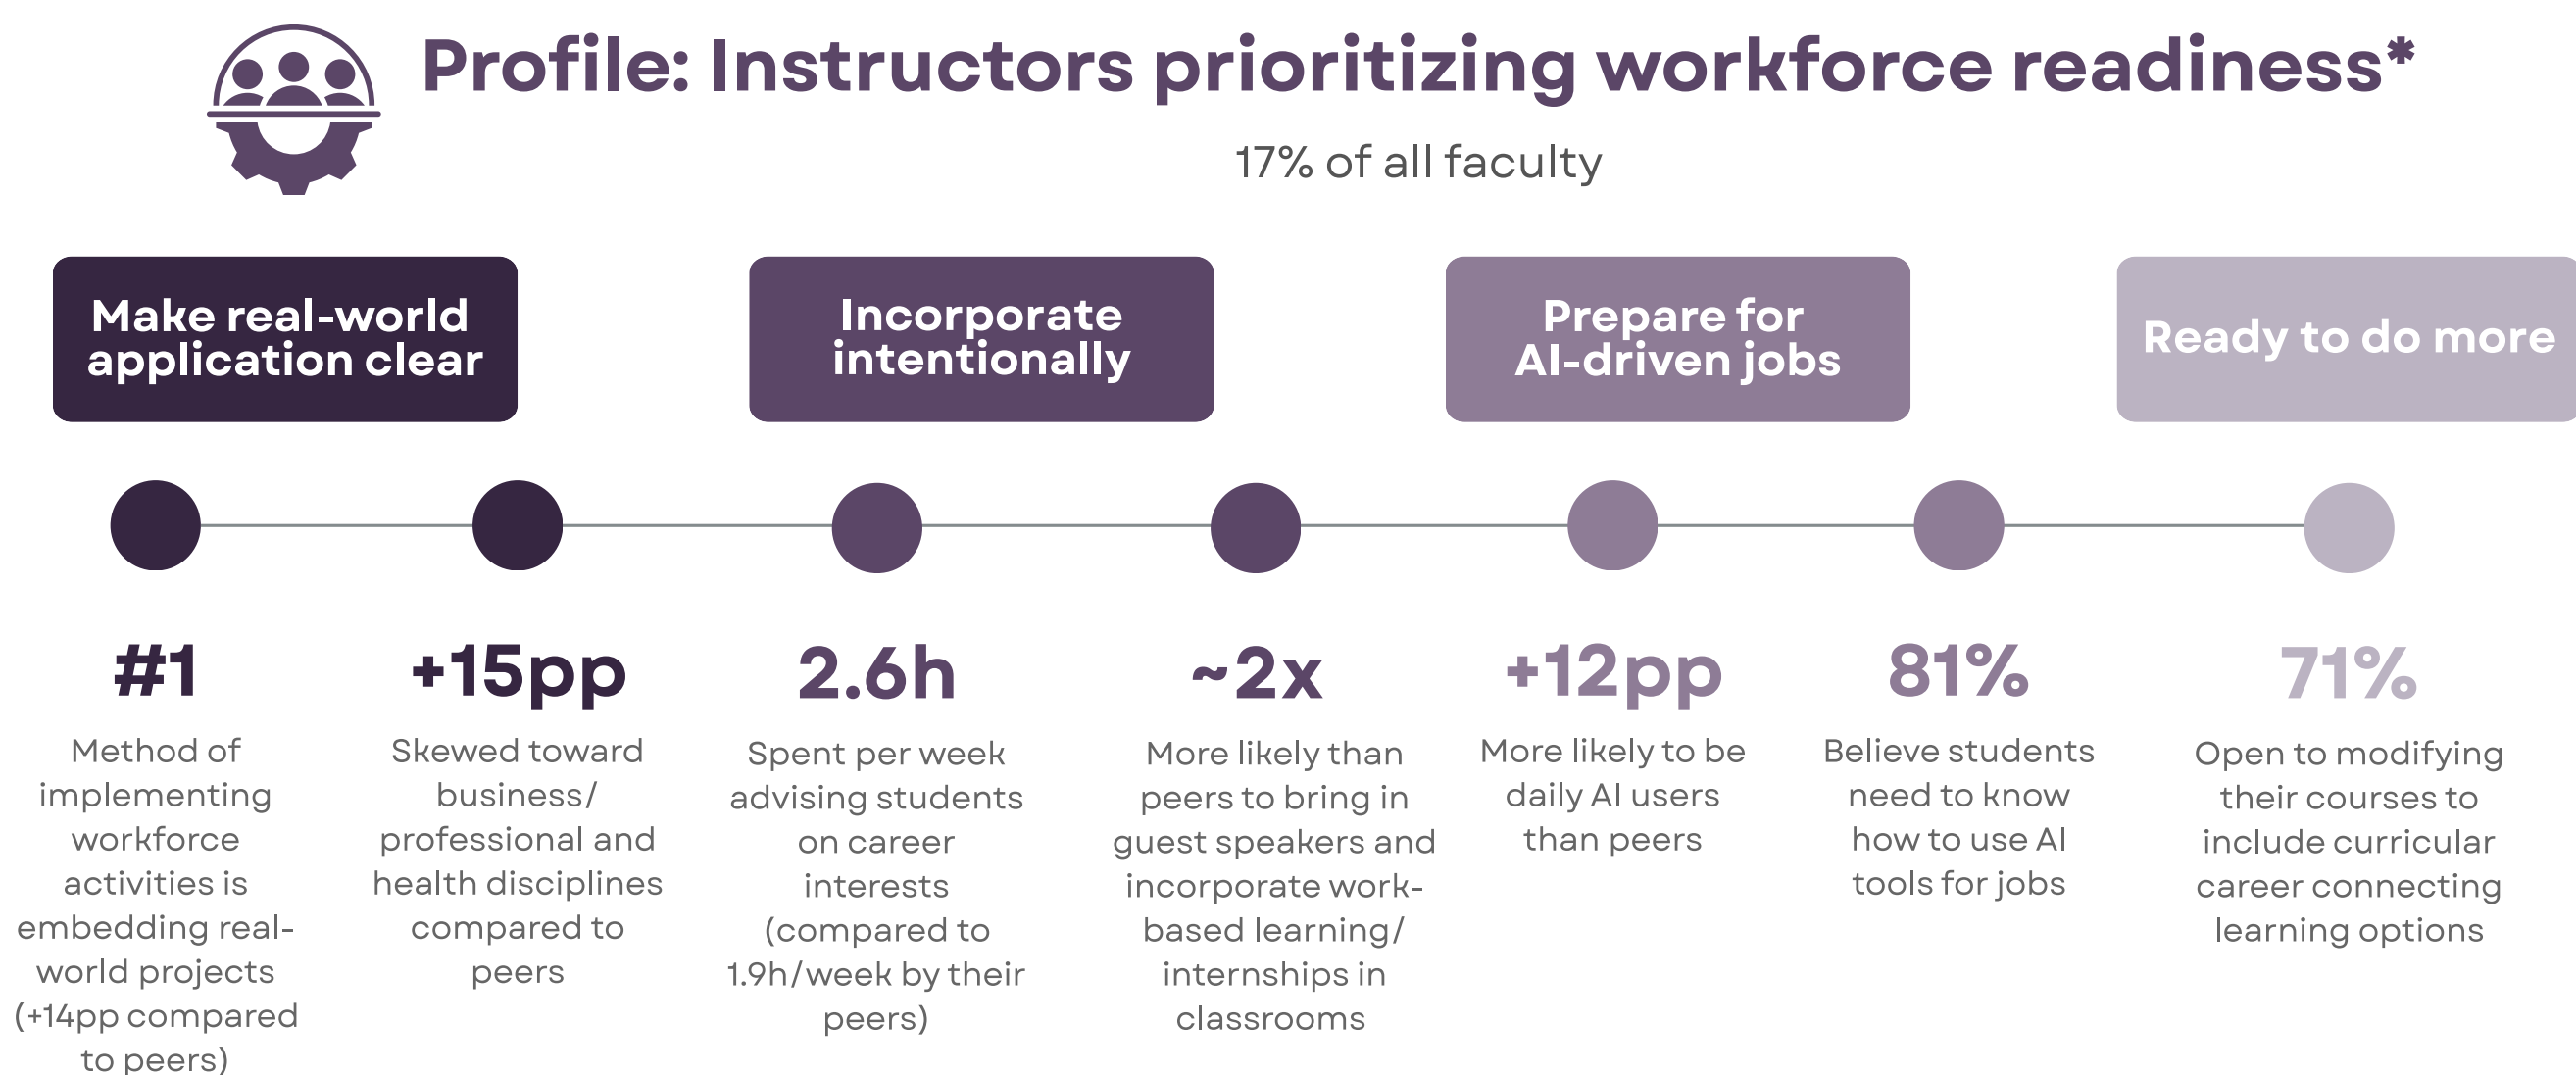 Profile: Instructors prioritizing workforce readiness*
17% of all faculty
Make real-world
application clear
Incorporate
intentionally
Prepare for
AI-driven jobs
Ready to do more
#1
Method of
implementing
workforce
activities is
embedding real-
world projects
(+14pp compared
to peers)
+15pp
Skewed toward
business/
professional and
health disciplines
compared to
peers
2.6h
Spent per week
advising students
on career
interests
(compared to
1.9h/week by their
peers)
~2x
More likely than
peers to bring in
guest speakers and
incorporate work-
based learning/
internships in
classrooms
+12pp
More likely to be
daily AI users
than peers
81%
Believe students
need to know
how to use AI
tools for jobs
71%
Open to modifying
their courses to
include curricular
career connecting
learning options